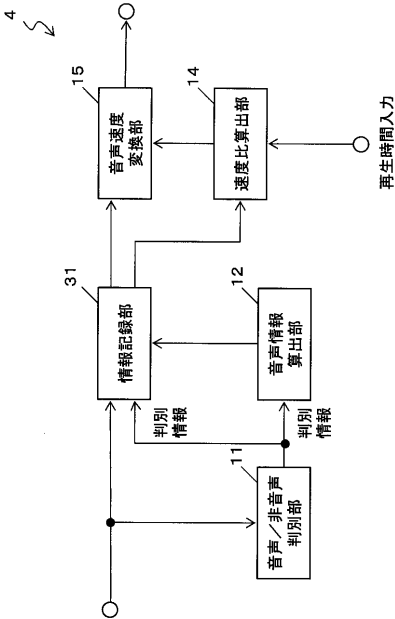 4
11
音声／非音声
判別部
判別
情報
判別
情報
31
情報記録部
12
音声情報
算出部
15
音声速度
変換部
14
速度比算出部
再生時間入力